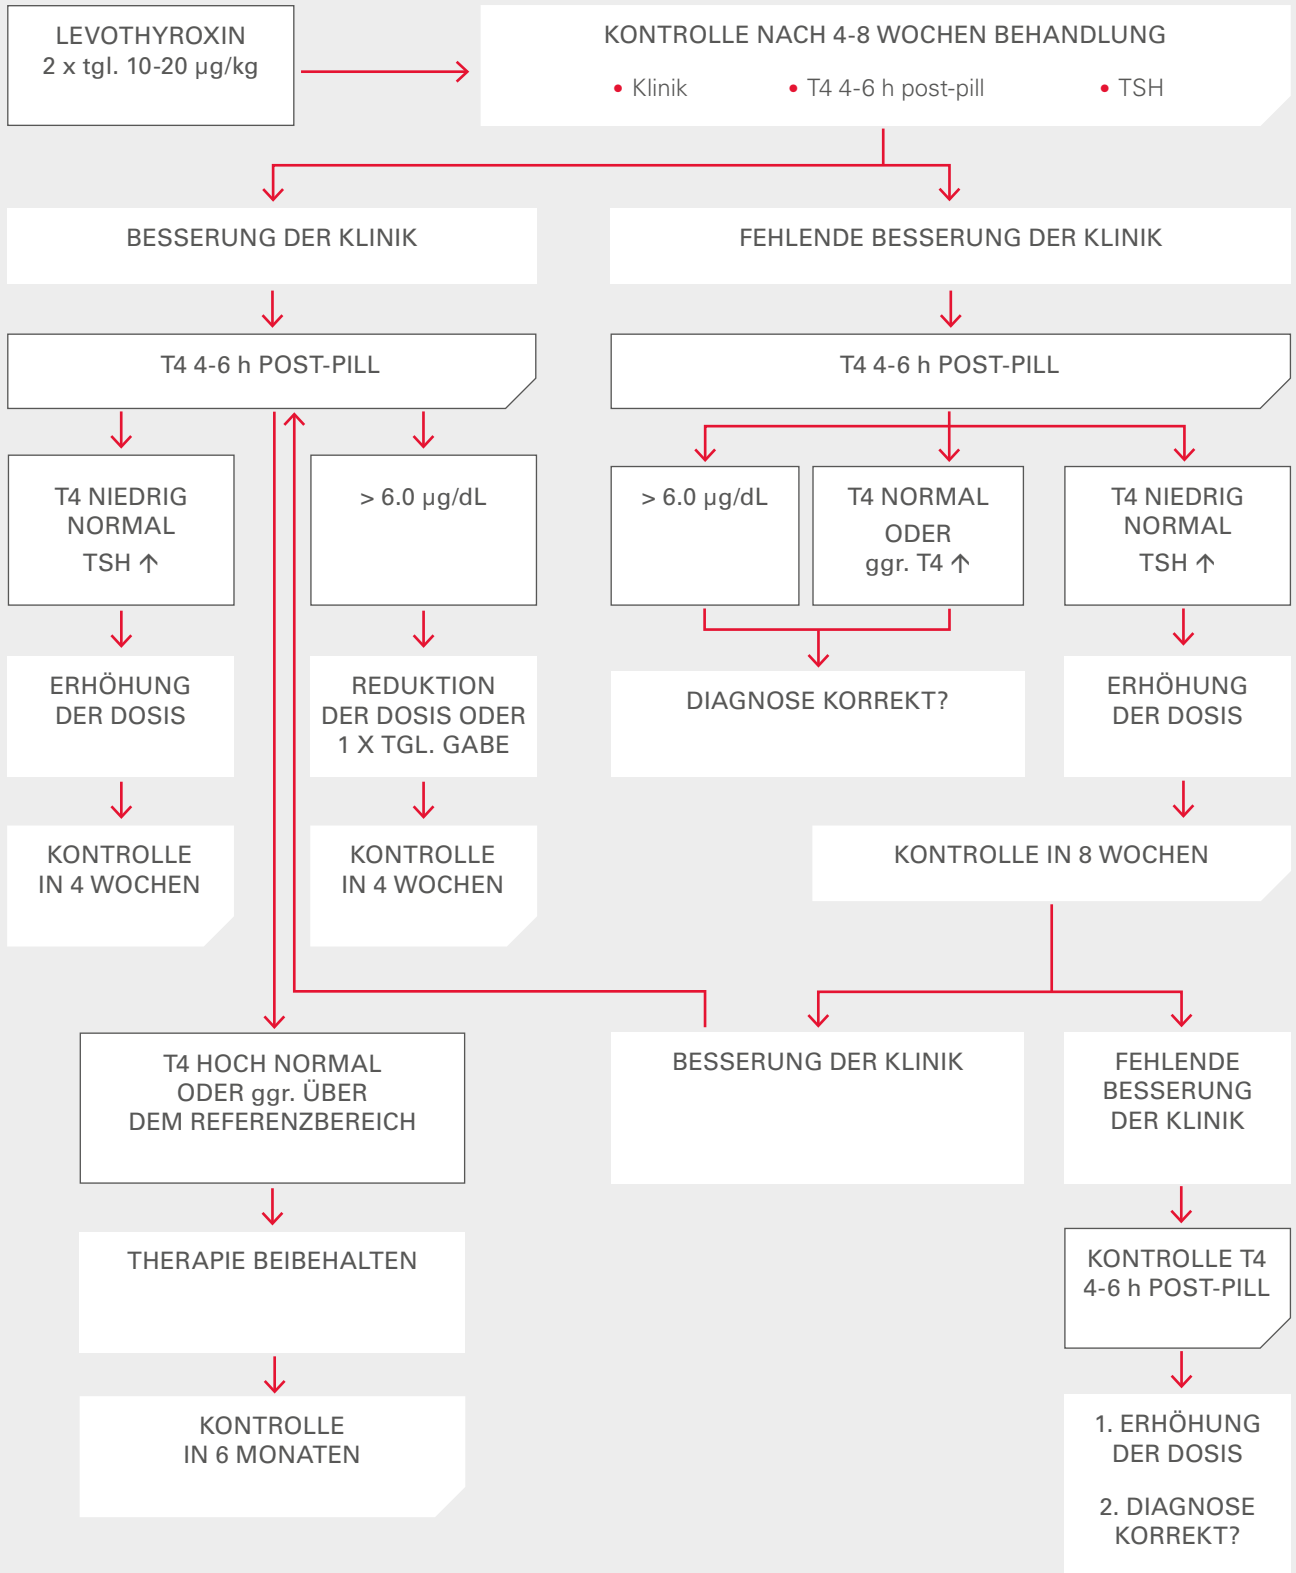 LEVOTHYROXIN
2 x tgl. 10-20 µg/kg
KONTROLLE NACH 4-8 WOCHEN BEHANDLUNG
• Klinik
• T4 4-6 h post-pill
• TSH
BESSERUNG DER KLINIK
FEHLENDE BESSERUNG DER KLINIK
T4 4-6 h POST-PILL
T4 4-6 h POST-PILL
T4 NIEDRIG
NORMAL
TSH ↑
> 6.0 µg/dL
> 6.0 µg/dL
T4 NORMAL
ODER
ggr. T4 ↑
T4 NIEDRIG
NORMAL
TSH ↑
ERHÖHUNG
DER DOSIS
REDUKTION
DER DOSIS ODER
1 X TGL. GABE
DIAGNOSE KORREKT?
ERHÖHUNG
DER DOSIS
KONTROLLE
IN 4 WOCHEN
KONTROLLE
IN 4 WOCHEN
KONTROLLE IN 8 WOCHEN
T4 HOCH NORMAL
ODER ggr. ÜBER
DEM REFERENZBEREICH
BESSERUNG DER KLINIK
FEHLENDE
BESSERUNG
DER KLINIK
THERAPIE BEIBEHALTEN
KONTROLLE T4
4-6 h POST-PILL
KONTROLLE
IN 6 MONATEN
1. ERHÖHUNG
DER DOSIS
2. DIAGNOSE
KORREKT?